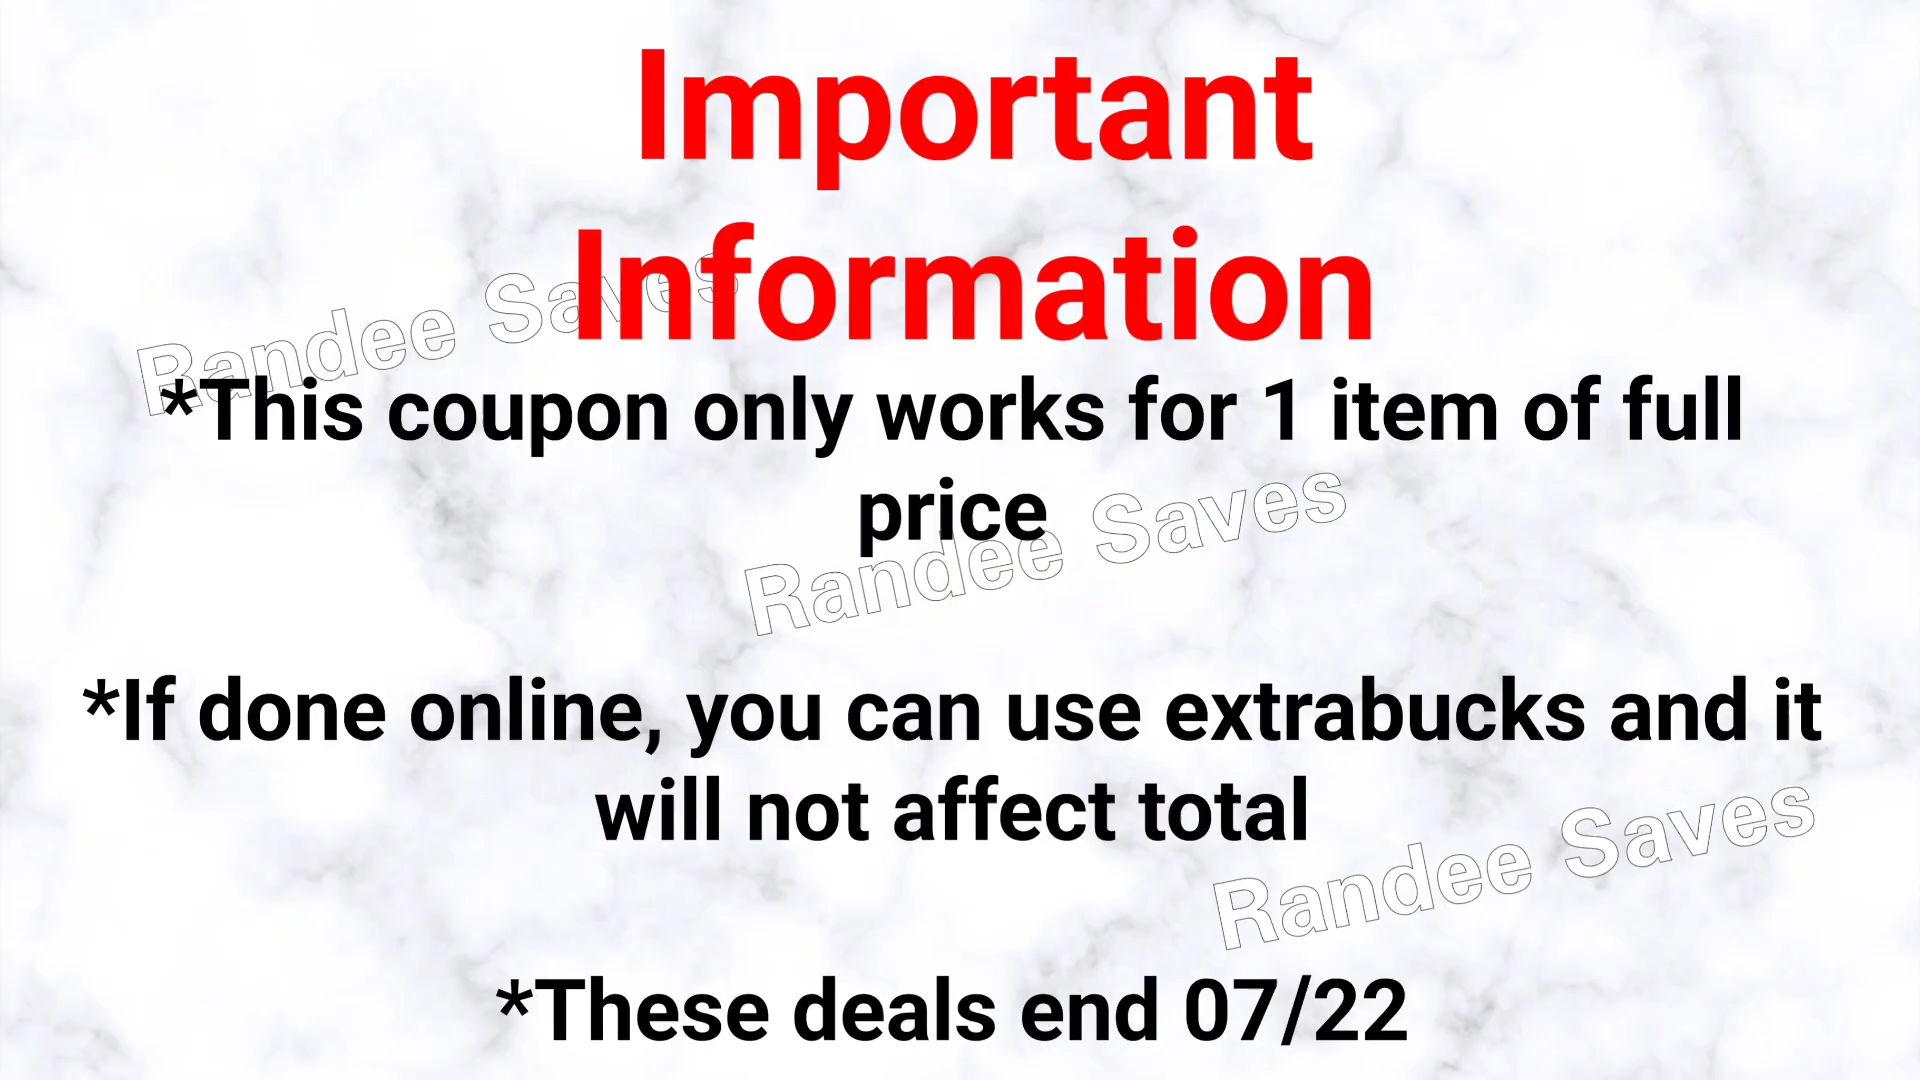 Important
Information
Randee Saves
*This coupon only works for 1 item of full
price
Randee Saves
*If done online, you can use extrabucks and it
will not affect total
Randee Saves
*These deals end 07/22